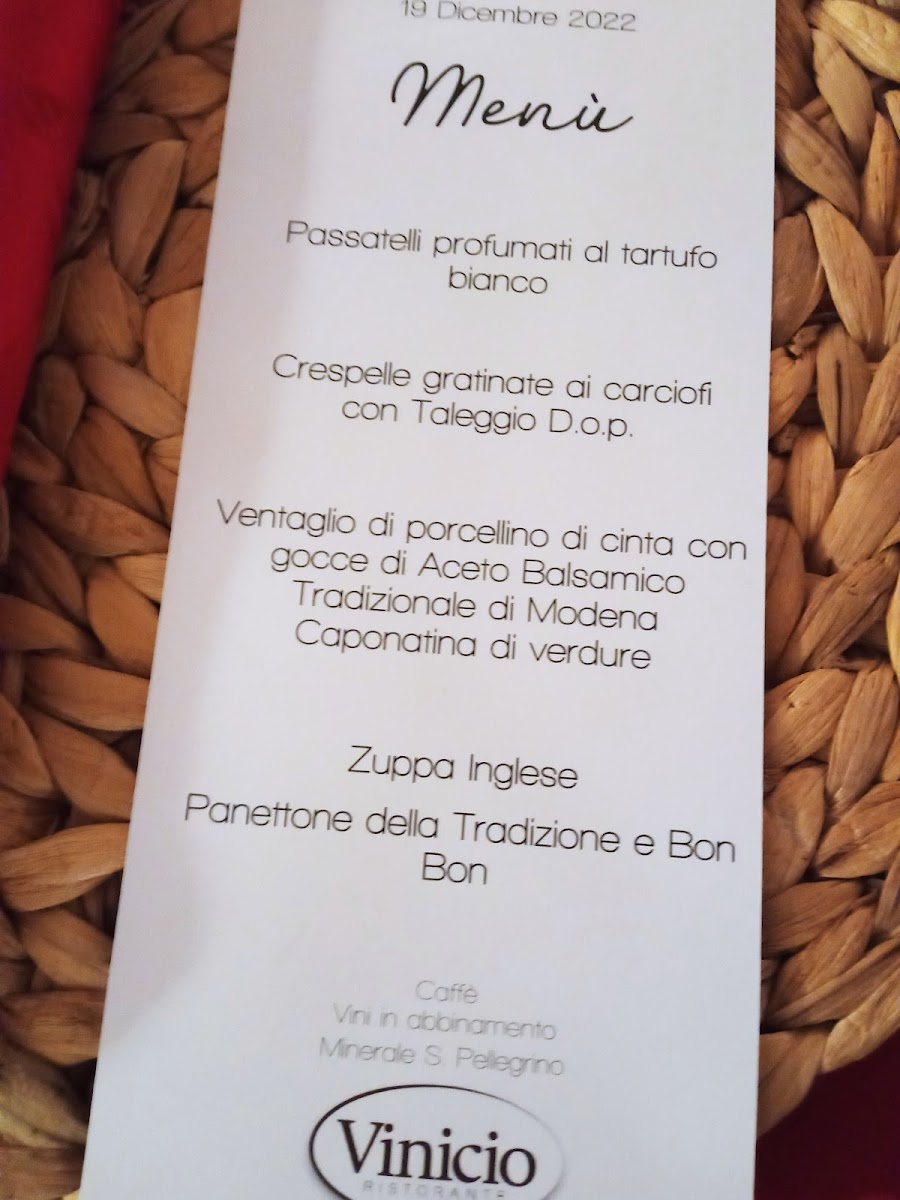 19 Dicembre 2022
Menù
Passatelli profumati al tartufo
bianco
Crespelle gratinate ai carciofi
con Taleggio D.o.p.
Ventaglio di porcellino di cinta con
gocce di Aceto Balsamico
Tradizionale di Modena
Caponatina di verdure
Zuppa Inglese
Panettone della Tradizione e Bon
Bon
Caffè
Vini in abbinamento
Minerale S. Pellegrino
Vinicio
RISTORANTE